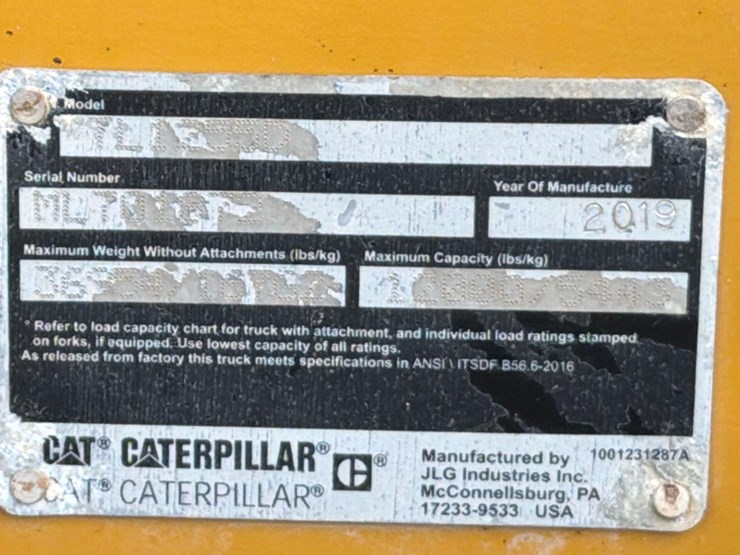 Model
TL1255D
Serial Number
Year Of Manufacture
2019
Maximum Weight Without Attachments (lbs/kg)
Maximum Capacity (lbs/kg)
* Refer to load capacity chart for truck with attachment, and individual load ratings stamped
on forks, if equipped. Use lowest capacity of all ratings.
As released from factory this truck meets specifications in ANSI \ ITSDF B56.6-2016
CAT® CATERPILLAR® ®
CAT® CATERPILLAR®
Manufactured by 1001231287A
JLG Industries Inc.
McConnellsburg, PA
17233-9533 USA